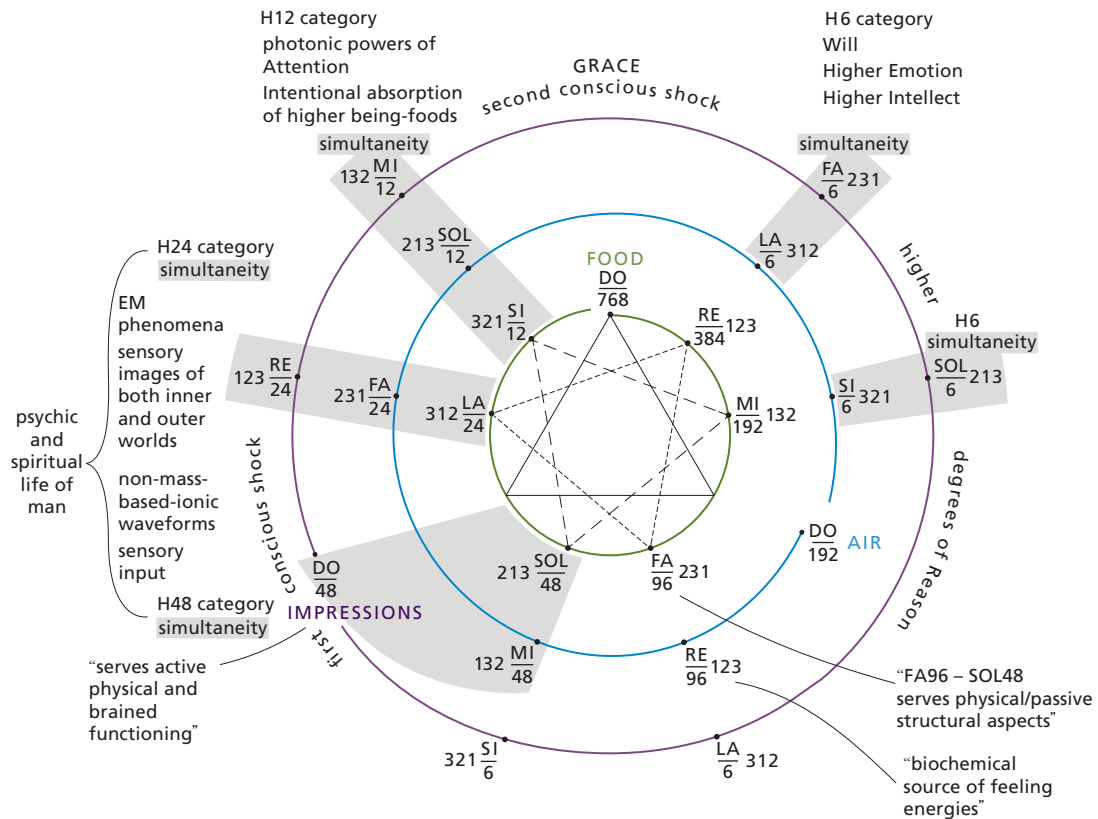 H12 category
photonic powers of
Attention
Intentional absorption
of higher being-foods
simultaneity
GRACE
second conscious shock
H6 category
Will
Higher Emotion
Higher Intellect
simultaneity
132 MI
12
FA 231
6
213 SOL
12
LA 312
6
H24 category
simultaneity
FOOD
DO
768
higher
321 SI
12
RE 123
384
H6
simultaneity
EM
phenomena
sensory
images of
both inner
and outer
worlds
123 RE
24
231 FA
24
312 LA
24
MI 132
192
SI 321
6
SOL 213
6
psychic
and
spiritual
life of
man
non-mass-
based-ionic
waveforms
sensory
input
first conscious shock
degrees of Reason
DO
192
AIR
DO
48
IMPRESSIONS
213 SOL
48
FA 231
96
H48 category
simultaneity
132 MI
48
RE 123
96
“serves active
physical and
brained
functioning”
“FA96 – SOL48
serves physical/passive
structural aspects”
321 SI
6
LA 312
6
“biochemical
source of feeling
energies”